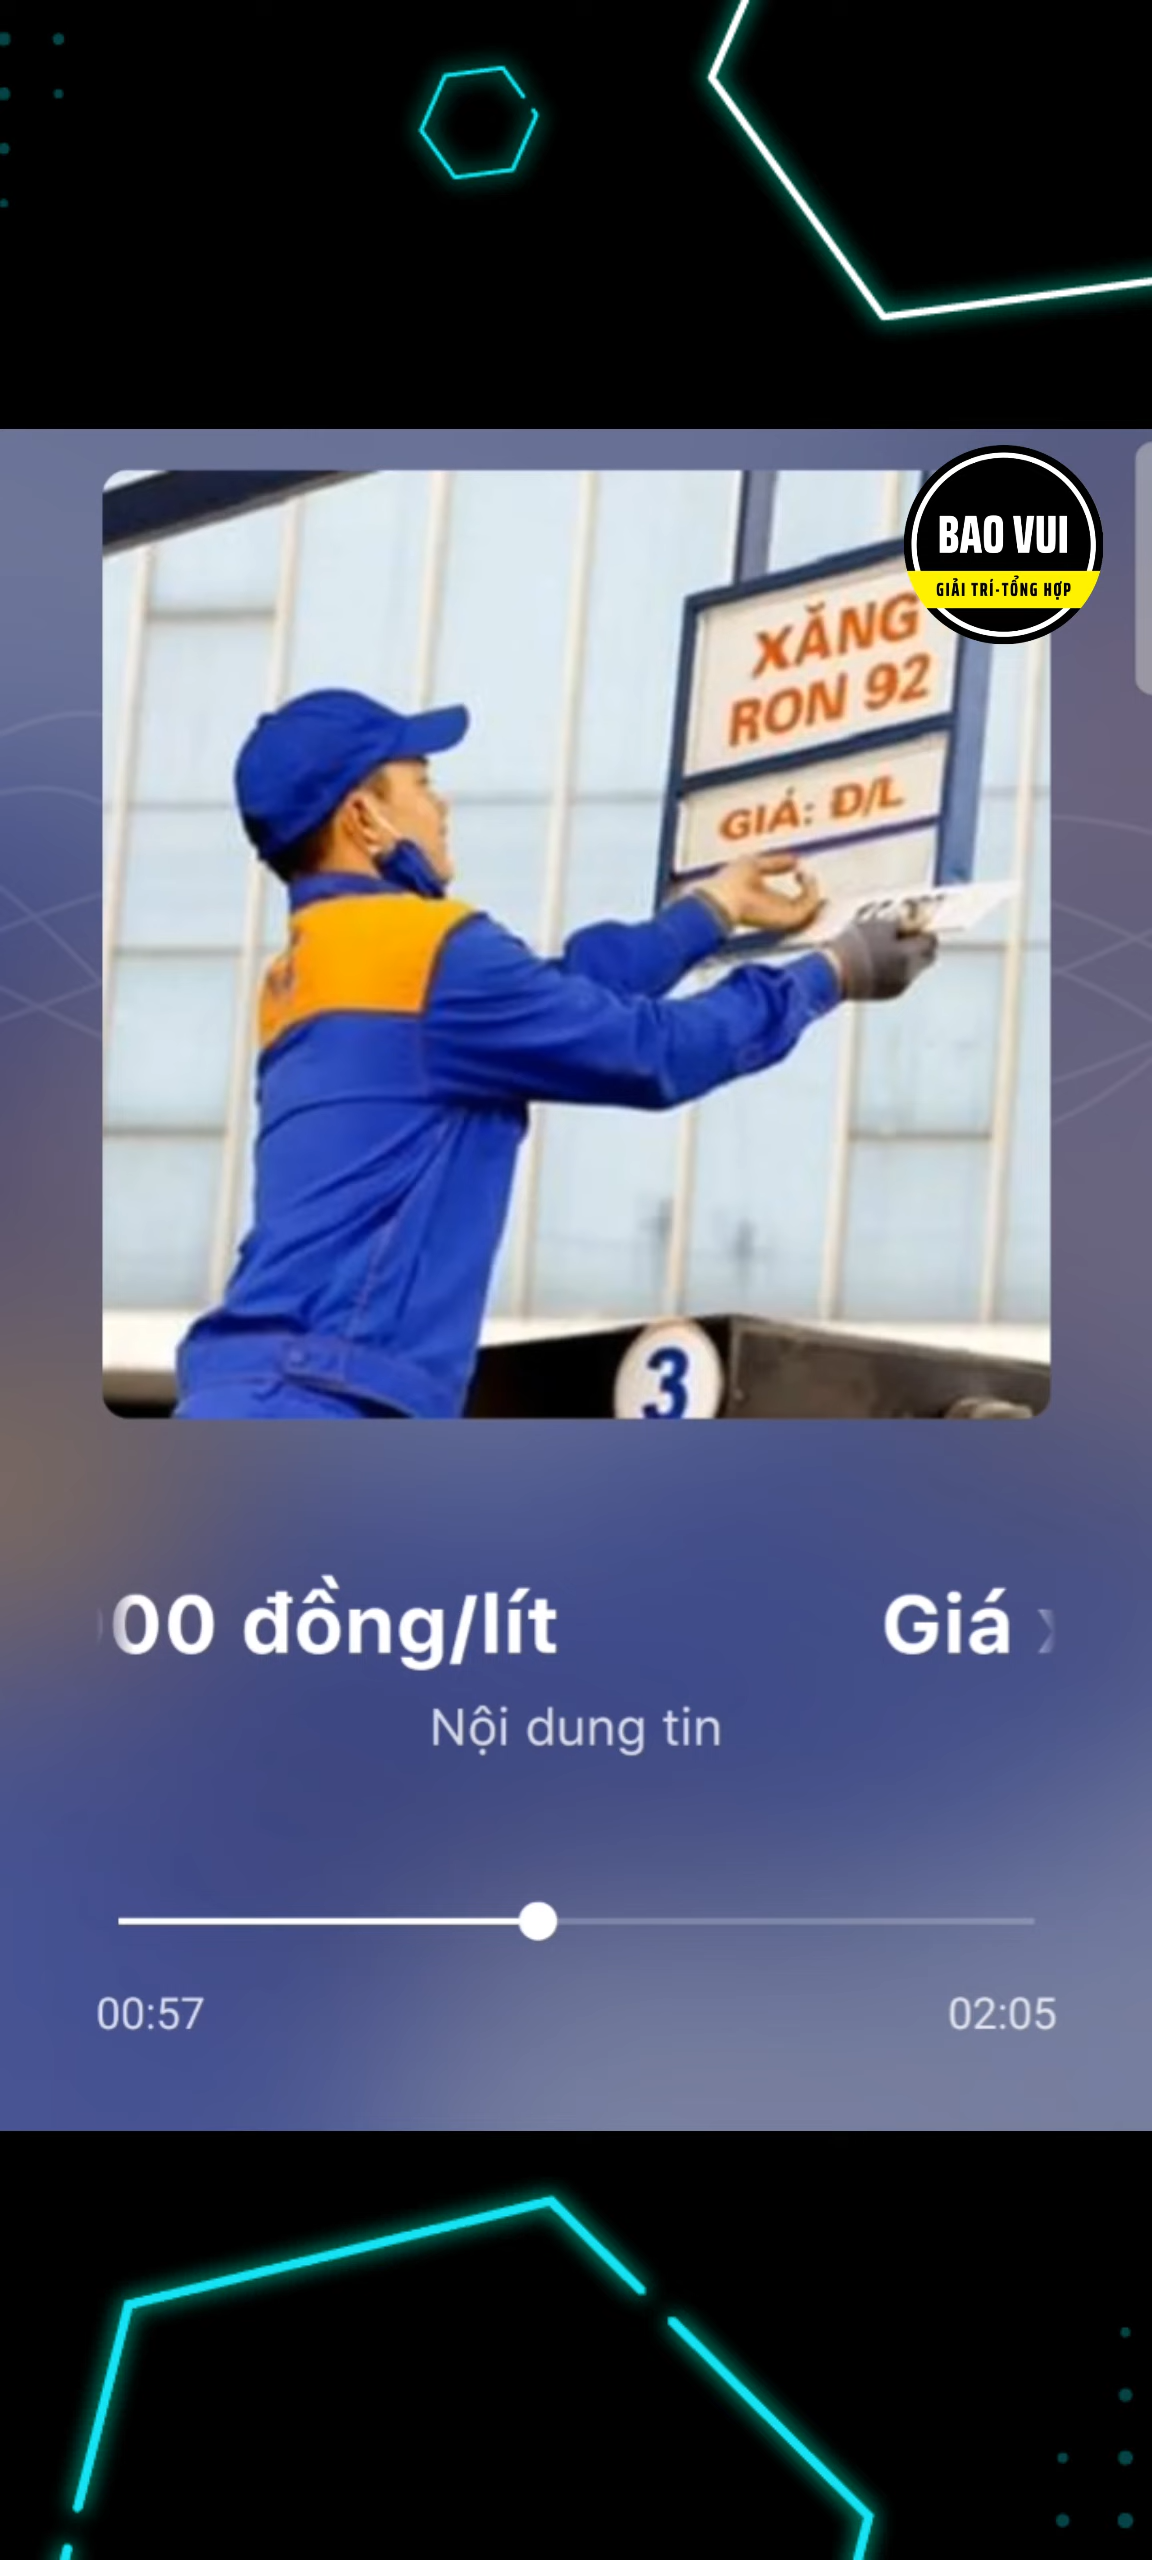 BAO VUI
GIẢI TRÍ-TỔNG HỢP
XĂNG
RON 92
GIÁ: Đ/L
3
00 đồng/lít
Giá
Nội dung tin
00:57
02:05